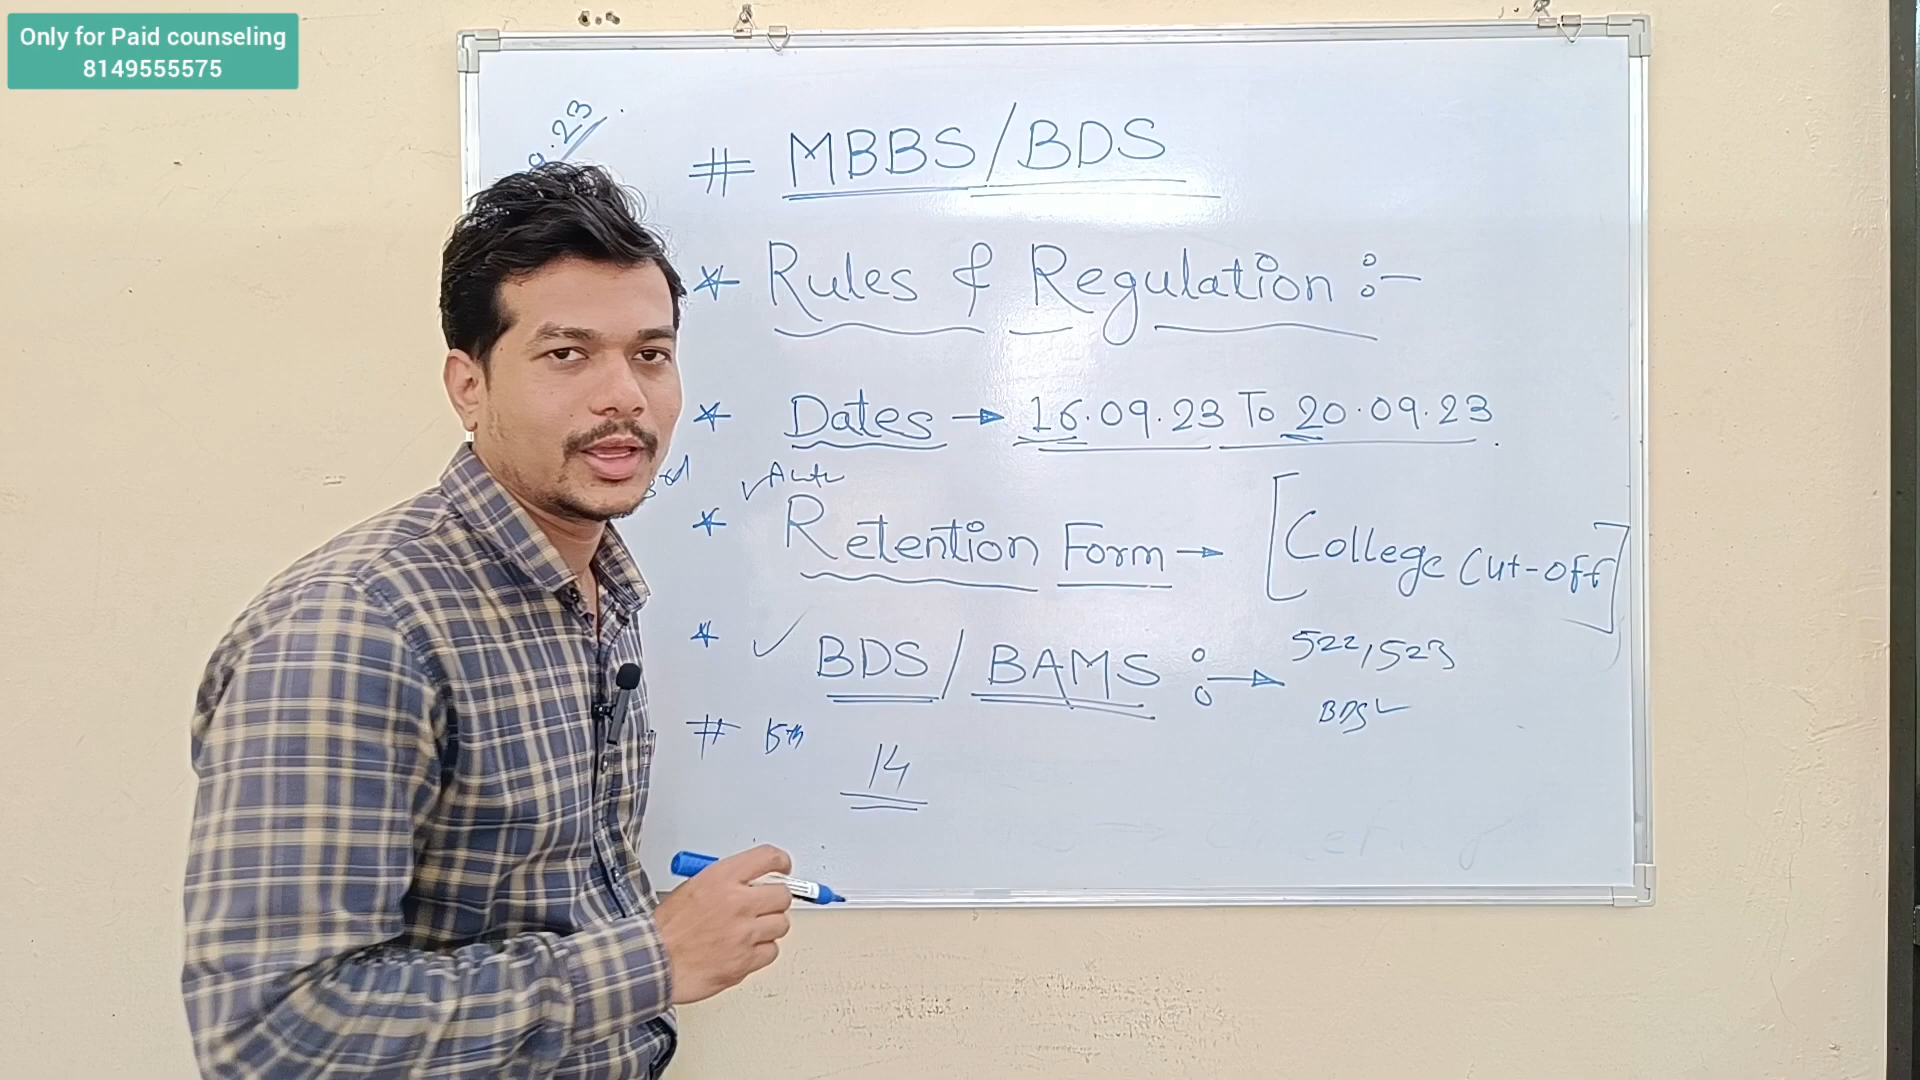 Only for Paid counseling
8149555575
.23
# MBBS/BDS
* Rules & Regulation :-
* Dates → 16.09.23 To 20.09.23.
* Retention Form → [College Cut-off]
* ✓ BDS/BAMS : → 522, 523
BDS ✓
# 5th
14